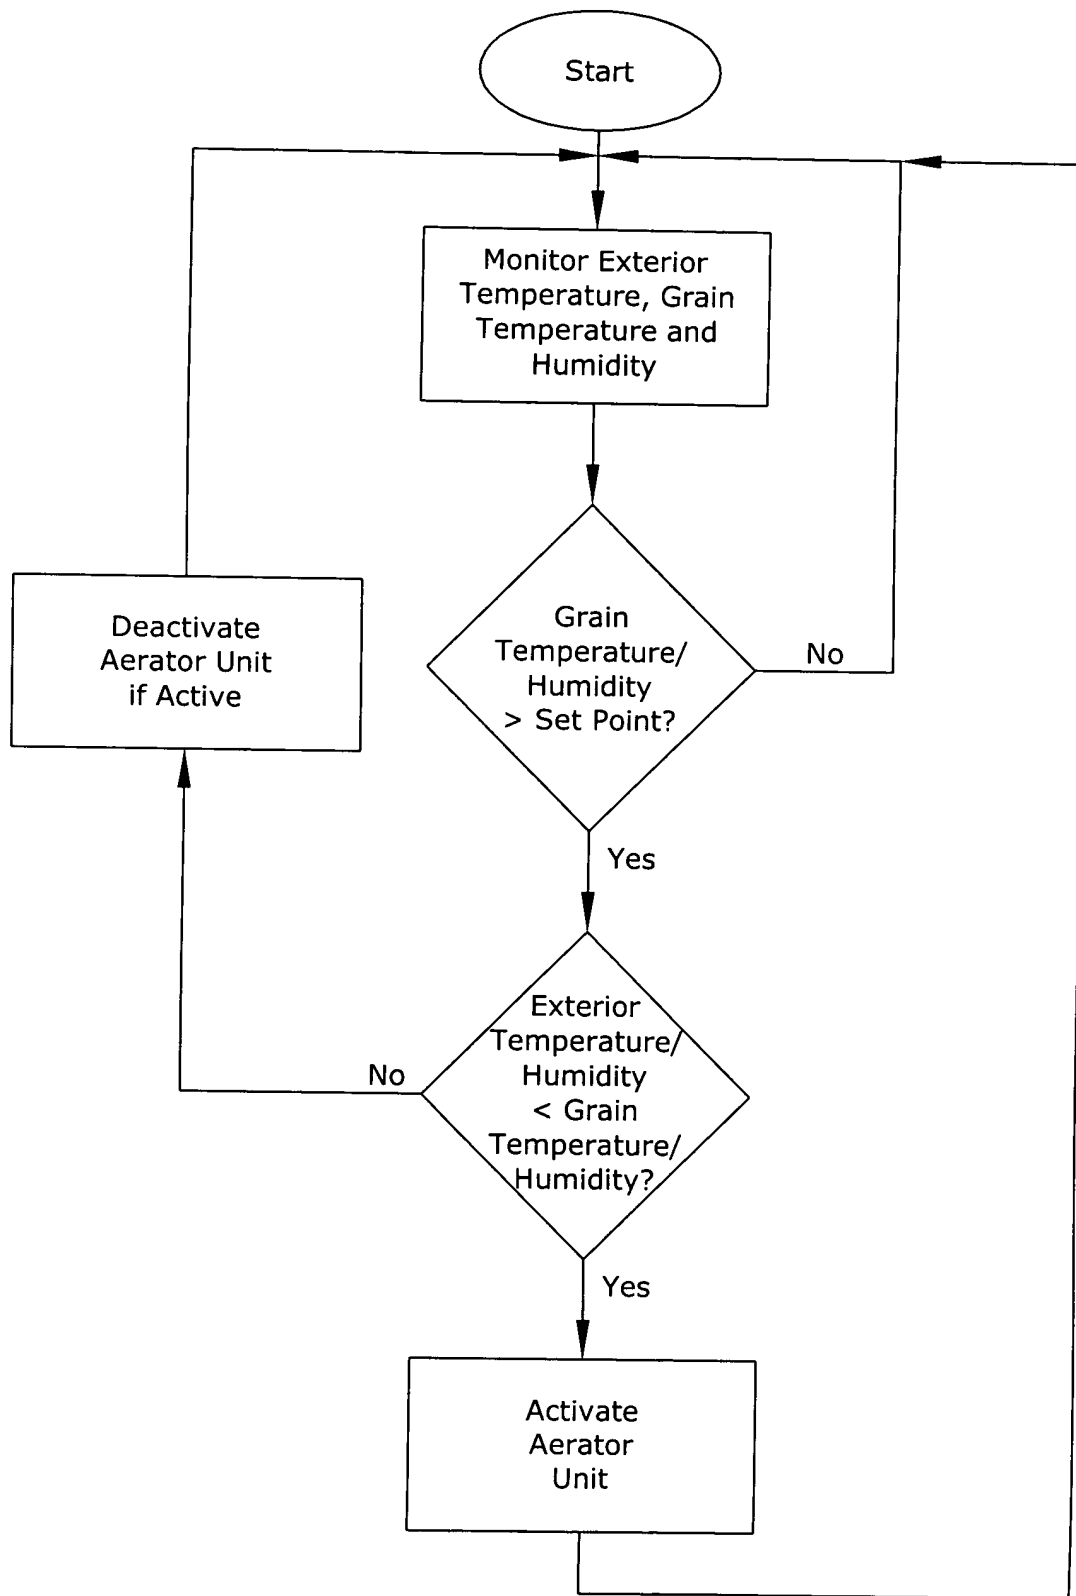 Start
Monitor Exterior
Temperature, Grain
Temperature and
Humidity
Grain
Temperature/
Humidity
> Set Point?
No
Deactivate
Aerator Unit
if Active
Yes
Exterior
Temperature/
Humidity
< Grain
Temperature/
Humidity?
No
Yes
Activate
Aerator
Unit